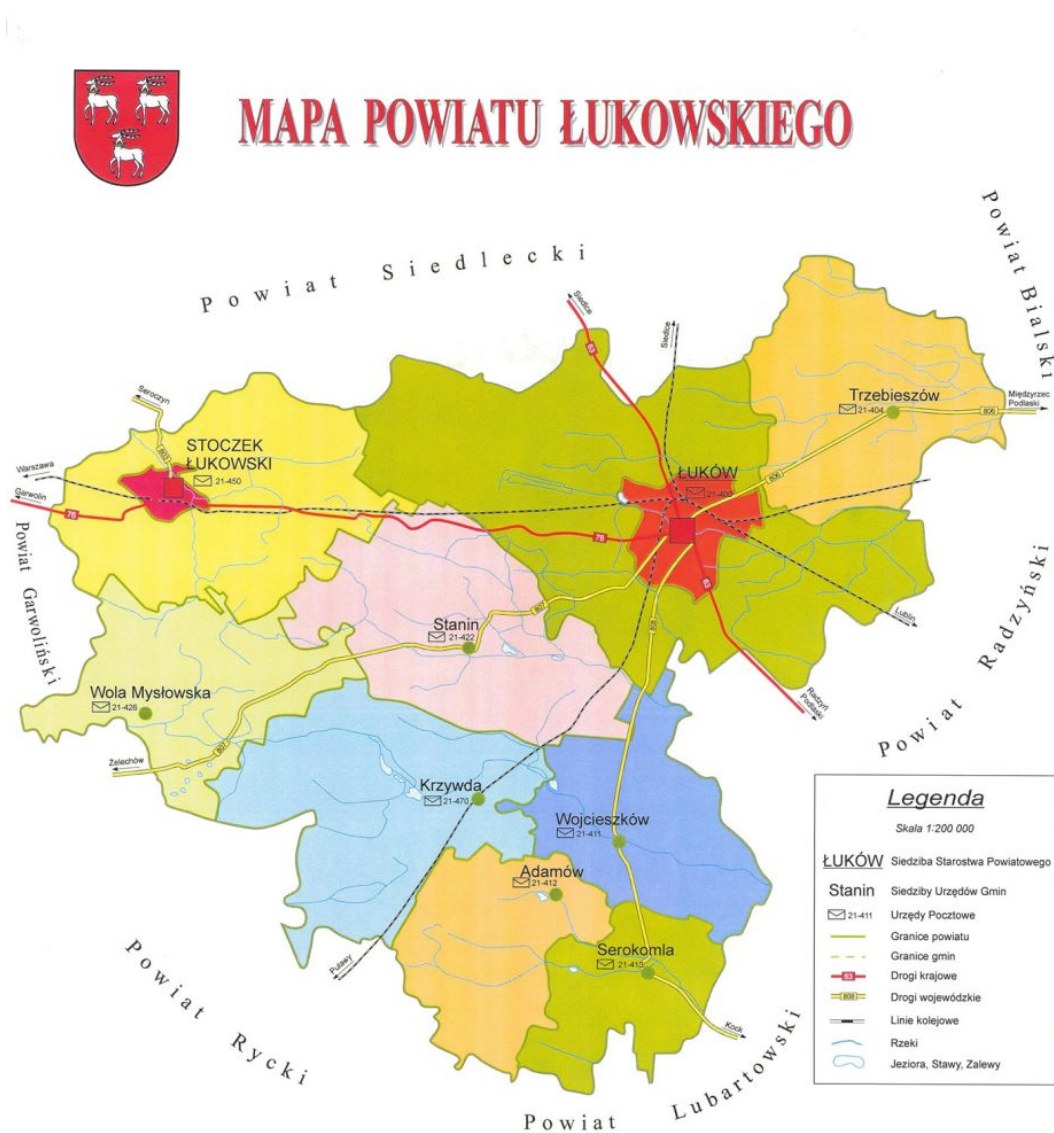 MAPA POWIATU ŁUKOWSKIEGO
Powiat Siedlecki
Powiat Bialski
Siedlce
63
Siedlce
Seroczyn
803
Trzebieszów
21-404
806
Międzyrzec
Podlaski
STOCZEK
ŁUKOWSKI
21-450
Warszawa
Garwolin
76
ŁUKÓW
21-400
806
76
63
Powiat Garwoliński
Powiat Radzyński
Stanin
21-422
807
808
Lublin
Wola Mysłowska
21-426
807
Żelechów
Radzyń
Podlaski
Krzywda
21-470
Wojcieszków
21-411
Adamów
21-412
Serokomla
21-413
Puławy
Kock
Powiat Rycki
Powiat Lubartowski
Legenda
Skala 1:200 000
ŁUKÓW Siedziba Starostwa Powiatowego
Stanin Siedziby Urzędów Gmin
21-411 Urzędy Pocztowe
Granice powiatu
Granice gmin
63 Drogi krajowe
808 Drogi wojewódzkie
Linie kolejowe
Rzeki
Jeziora, Stawy, Zalewy